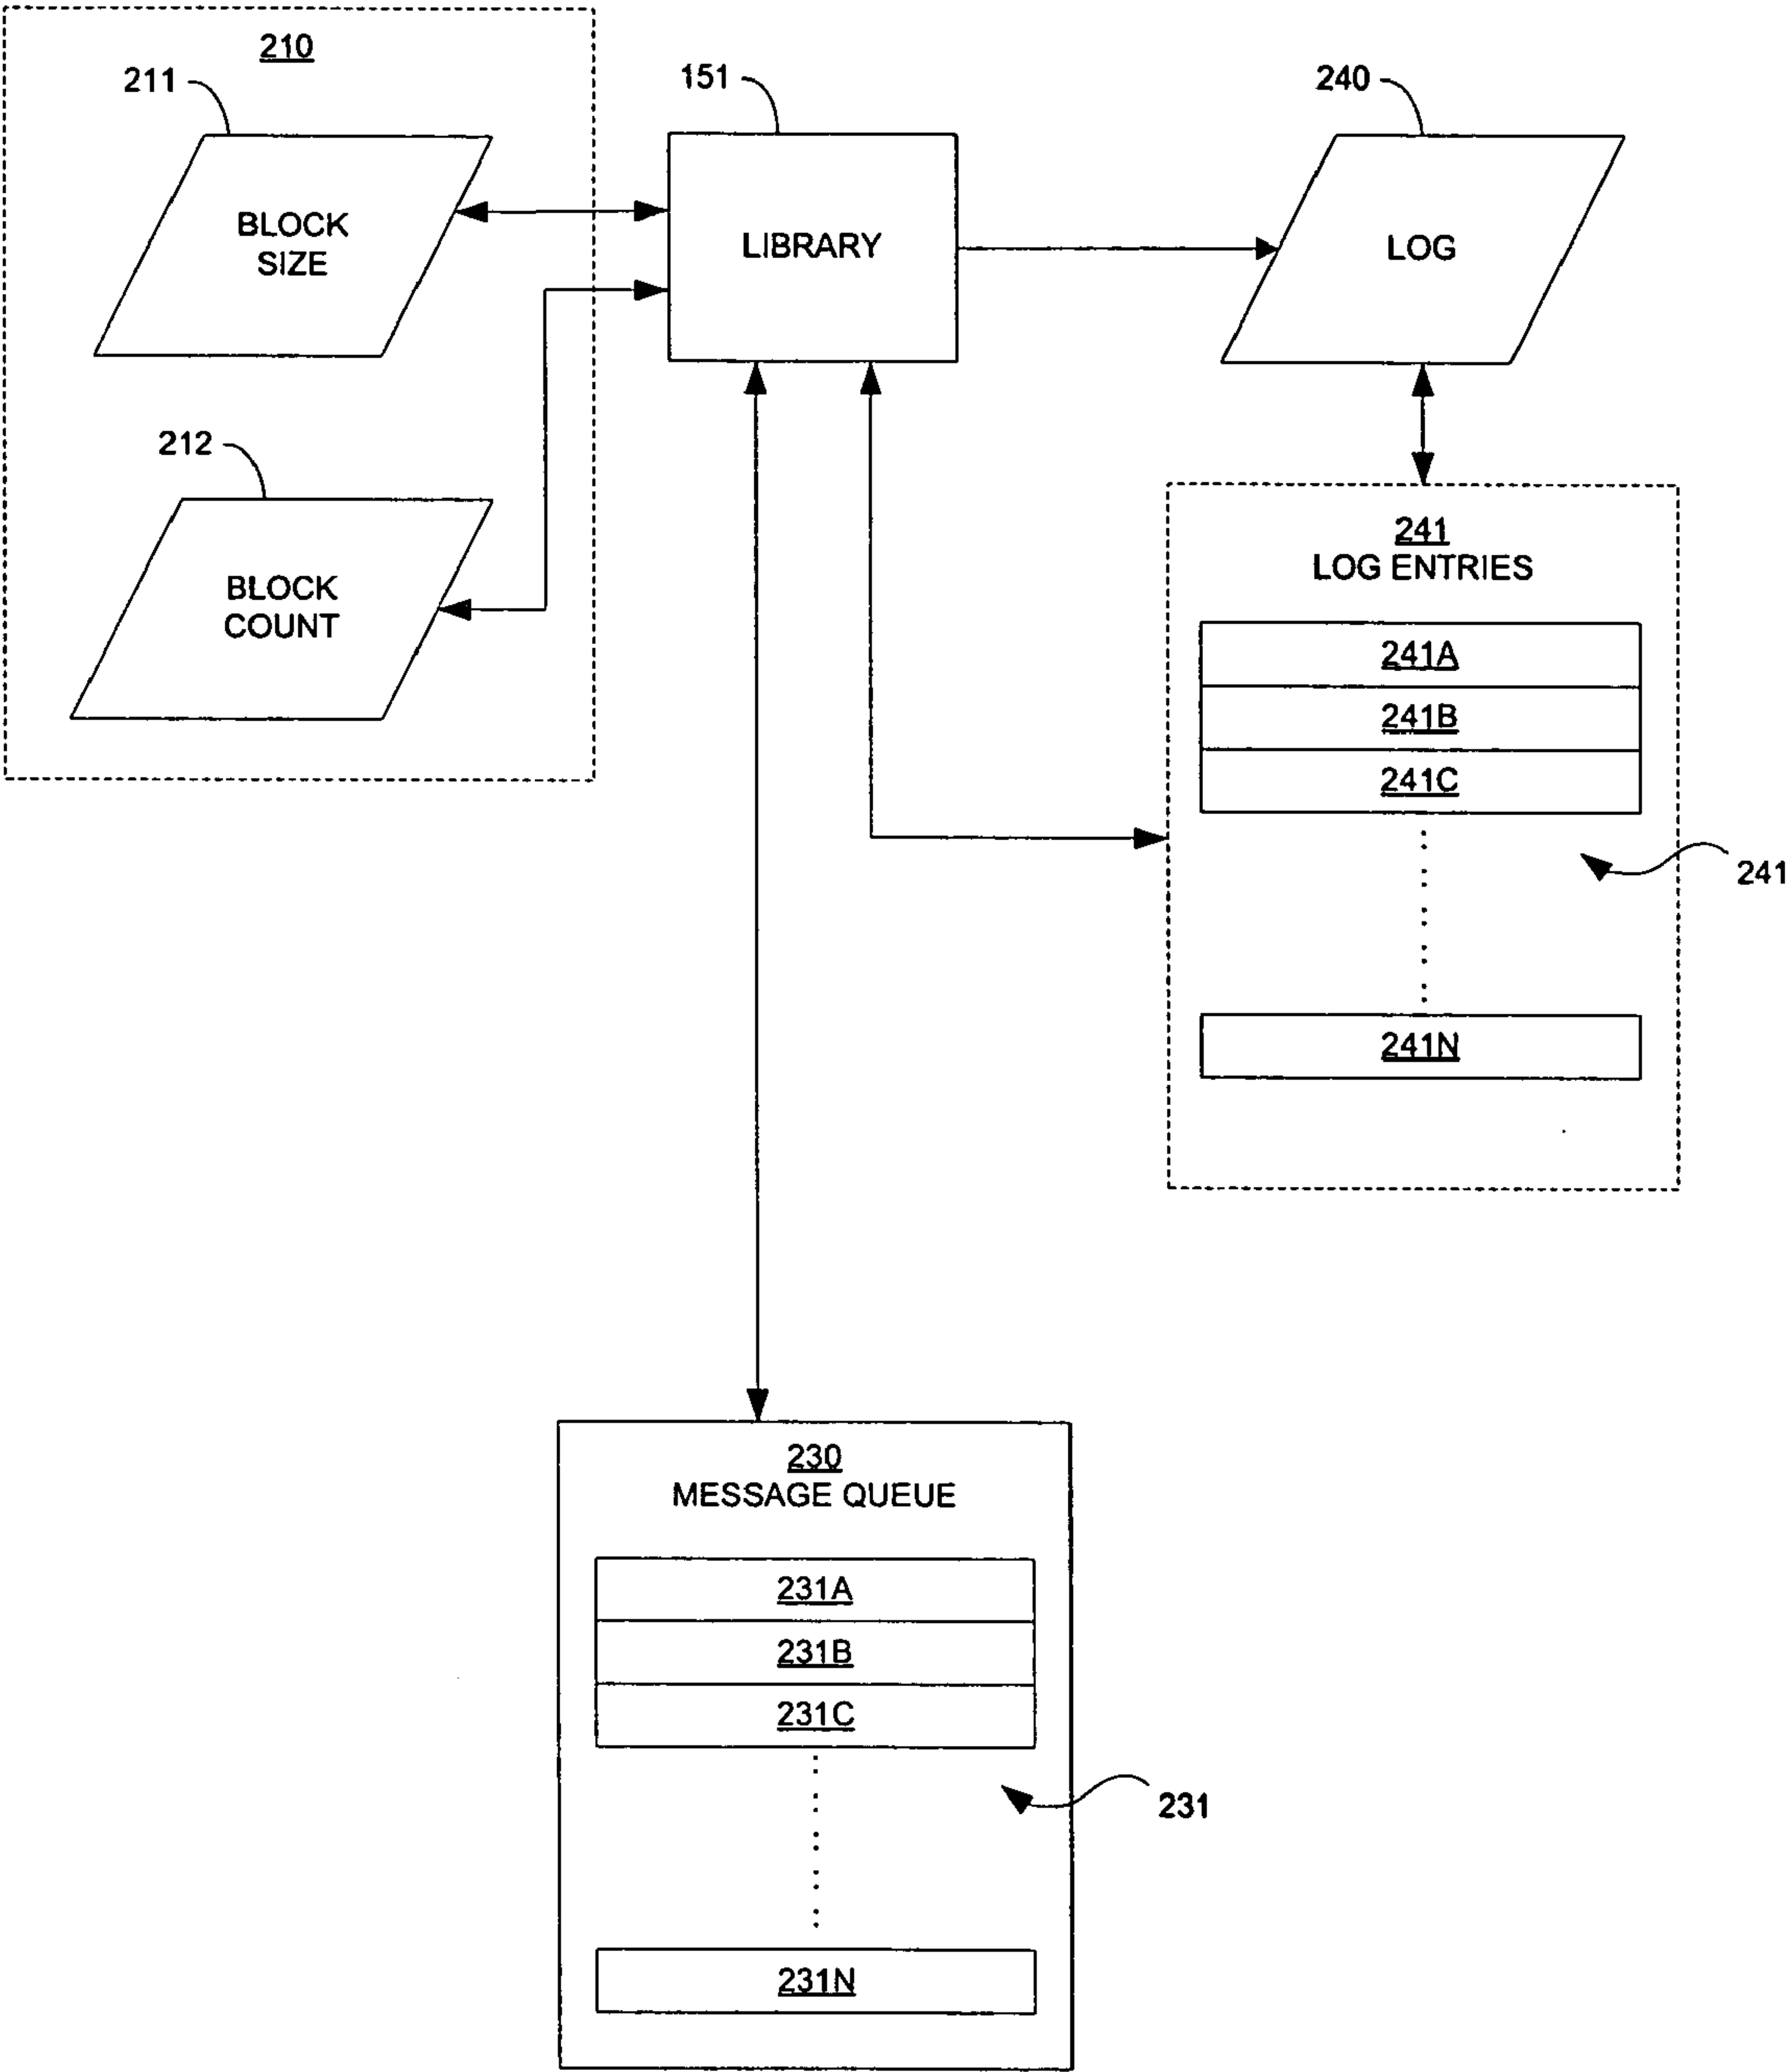 210
211
151
240
BLOCK
SIZE
LIBRARY
LOG
212
BLOCK
COUNT
241
LOG ENTRIES
241A
241B
241C
241
241N
230
MESSAGE QUEUE
231A
231B
231C
231
231N